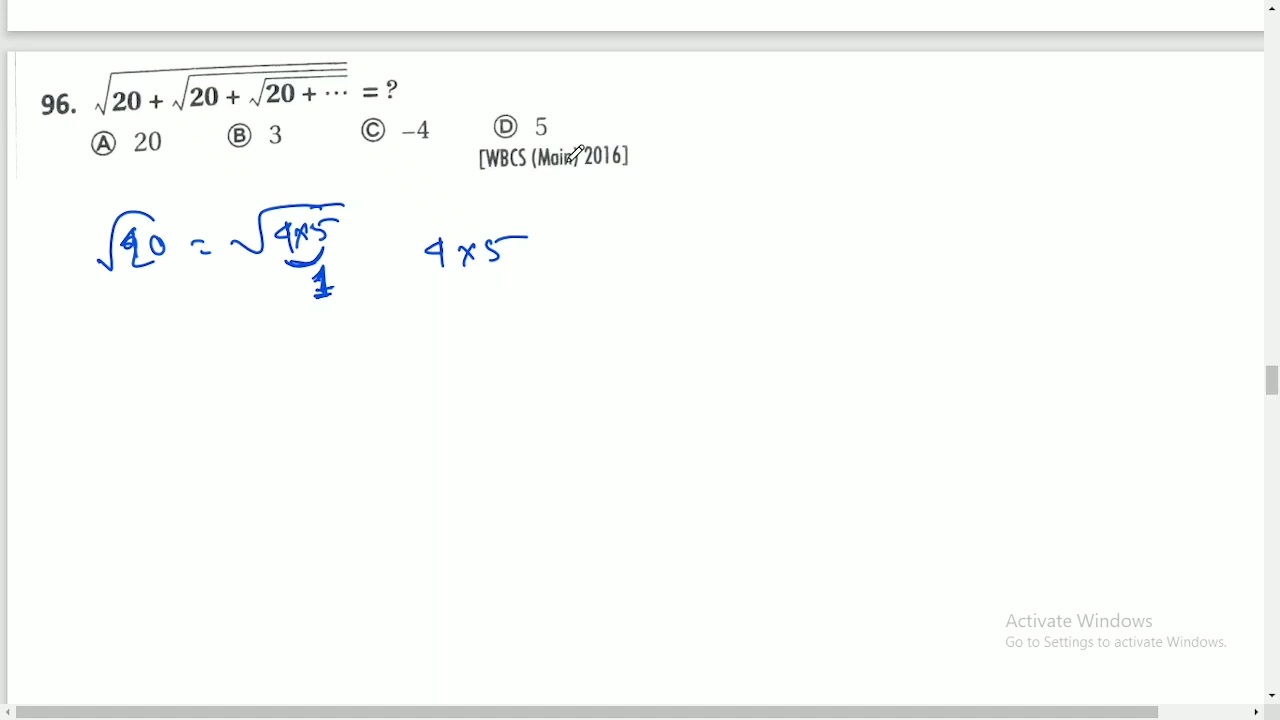 96. √20 + √20 + √20 + ⋯ = ?
Ⓐ 20 Ⓑ 3 Ⓒ –4 Ⓓ 5
[WBCS (Main) 2016]
√20 = √4×5 4×5
1
Activate Windows
Go to Settings to activate Windows.